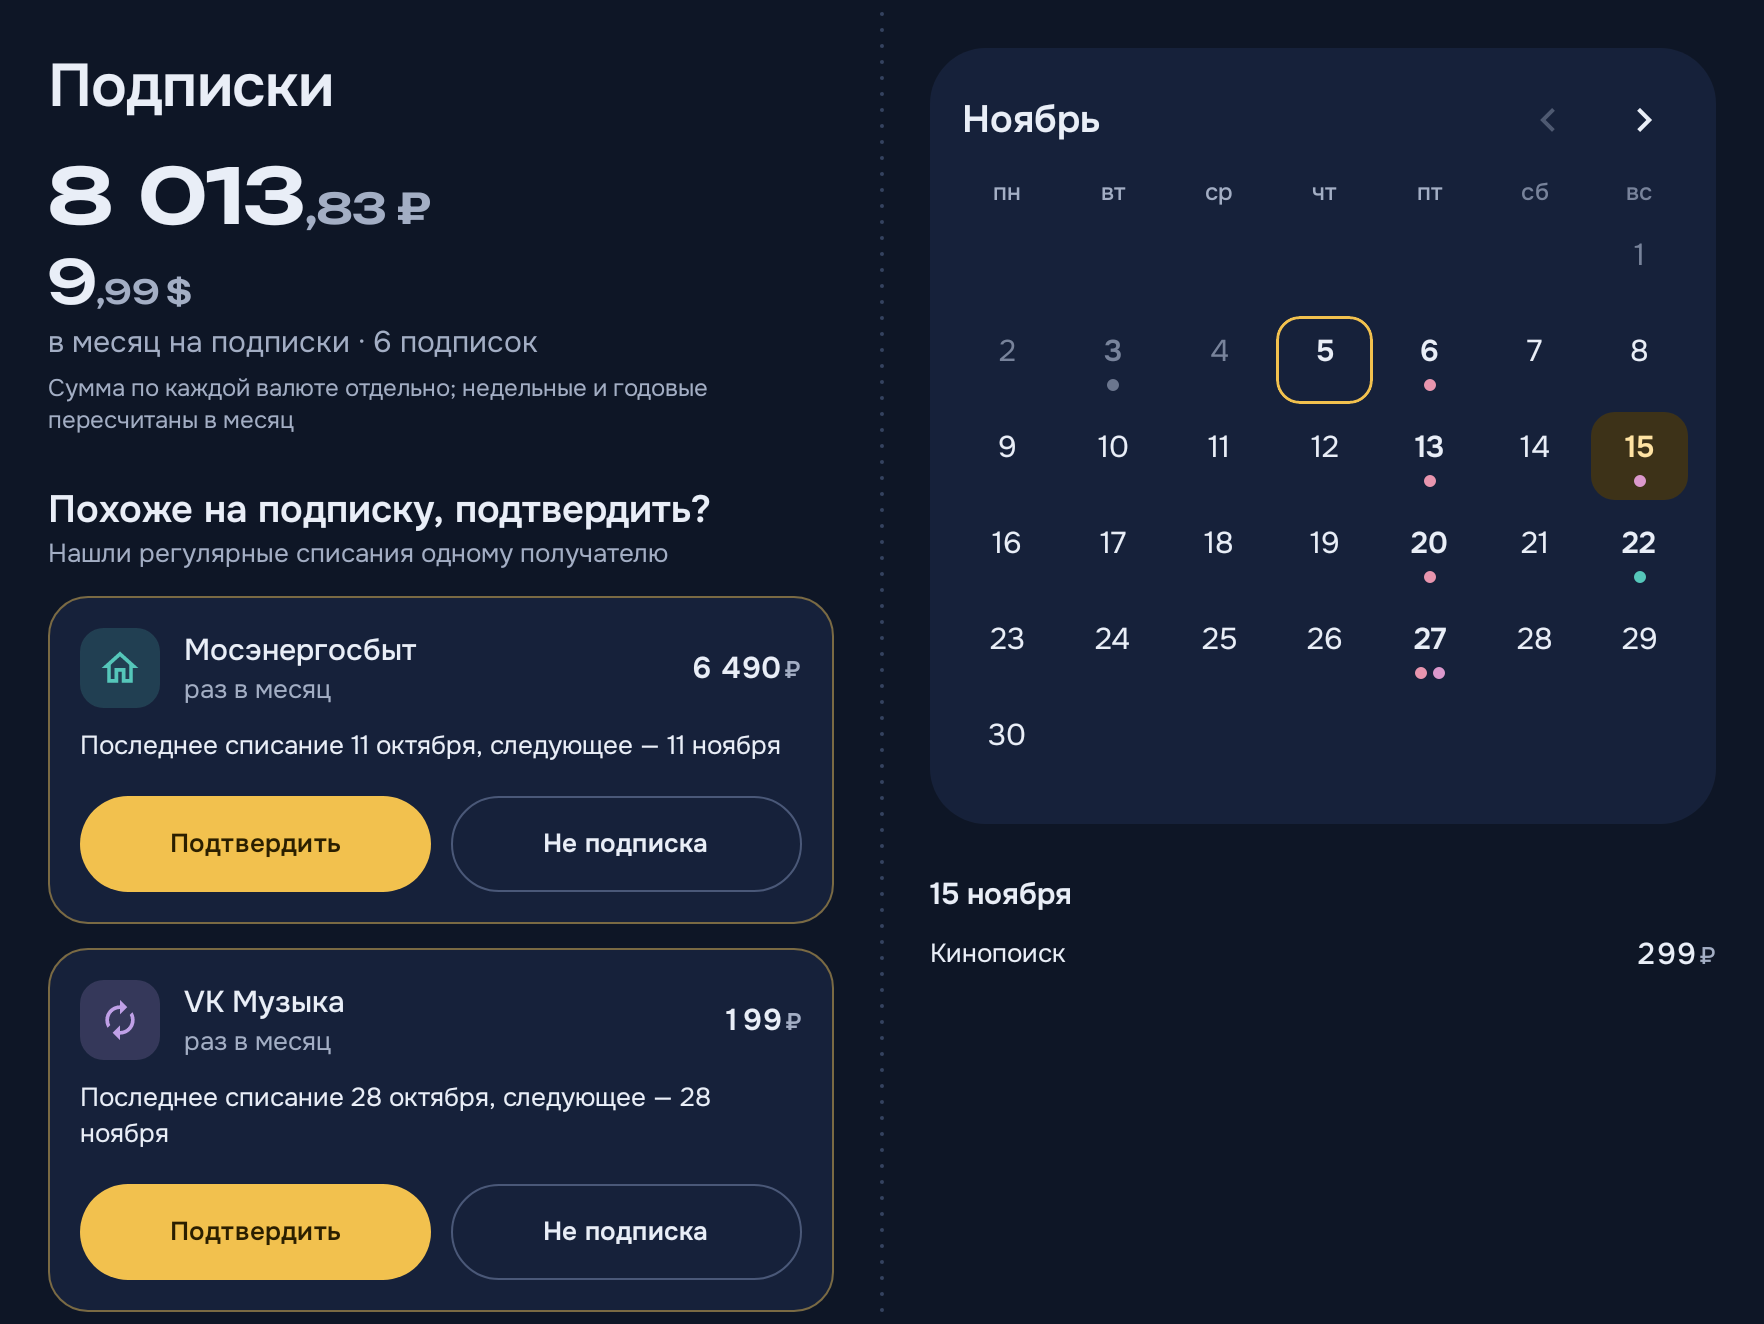 Подписки
8 013,83 ₽
9,99 $
в месяц на подписки · 6 подписок
Сумма по каждой валюте отдельно; недельные и годовые
пересчитаны в месяц
Похоже на подписку, подтвердить?
Нашли регулярные списания одному получателю
Мосэнергосбыт
раз в месяц
6 490 ₽
Последнее списание 11 октября, следующее — 11 ноября
Подтвердить
Не подписка
VK Музыка
раз в месяц
199 ₽
Последнее списание 28 октября, следующее — 28
ноября
Подтвердить
Не подписка
Ноябрь
пн вт ср чт пт сб вс
1
2 3 4 5 6 7 8
9 10 11 12 13 14 15
16 17 18 19 20 21 22
23 24 25 26 27 28 29
30
15 ноября
Кинопоиск 299 ₽